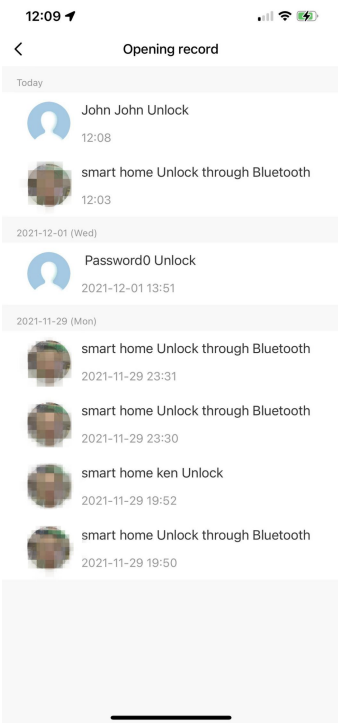 12:09
Opening record
Today
John John Unlock
12:08
smart home Unlock through Bluetooth
12:03
2021-12-01 (Wed)
Password0 Unlock
2021-12-01 13:51
2021-11-29 (Mon)
smart home Unlock through Bluetooth
2021-11-29 23:31
smart home Unlock through Bluetooth
2021-11-29 23:30
smart home ken Unlock
2021-11-29 19:52
smart home Unlock through Bluetooth
2021-11-29 19:50